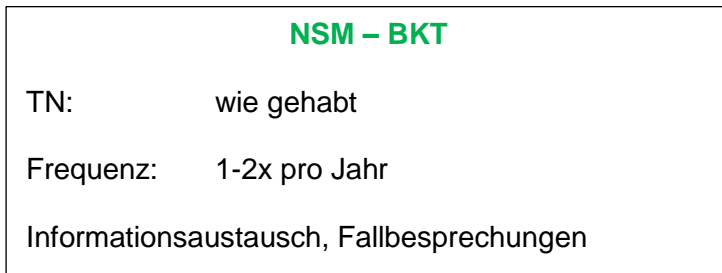 NSM – BKT
TN: wie gehabt
Frequenz: 1-2x pro Jahr
Informationsaustausch, Fallbesprechungen